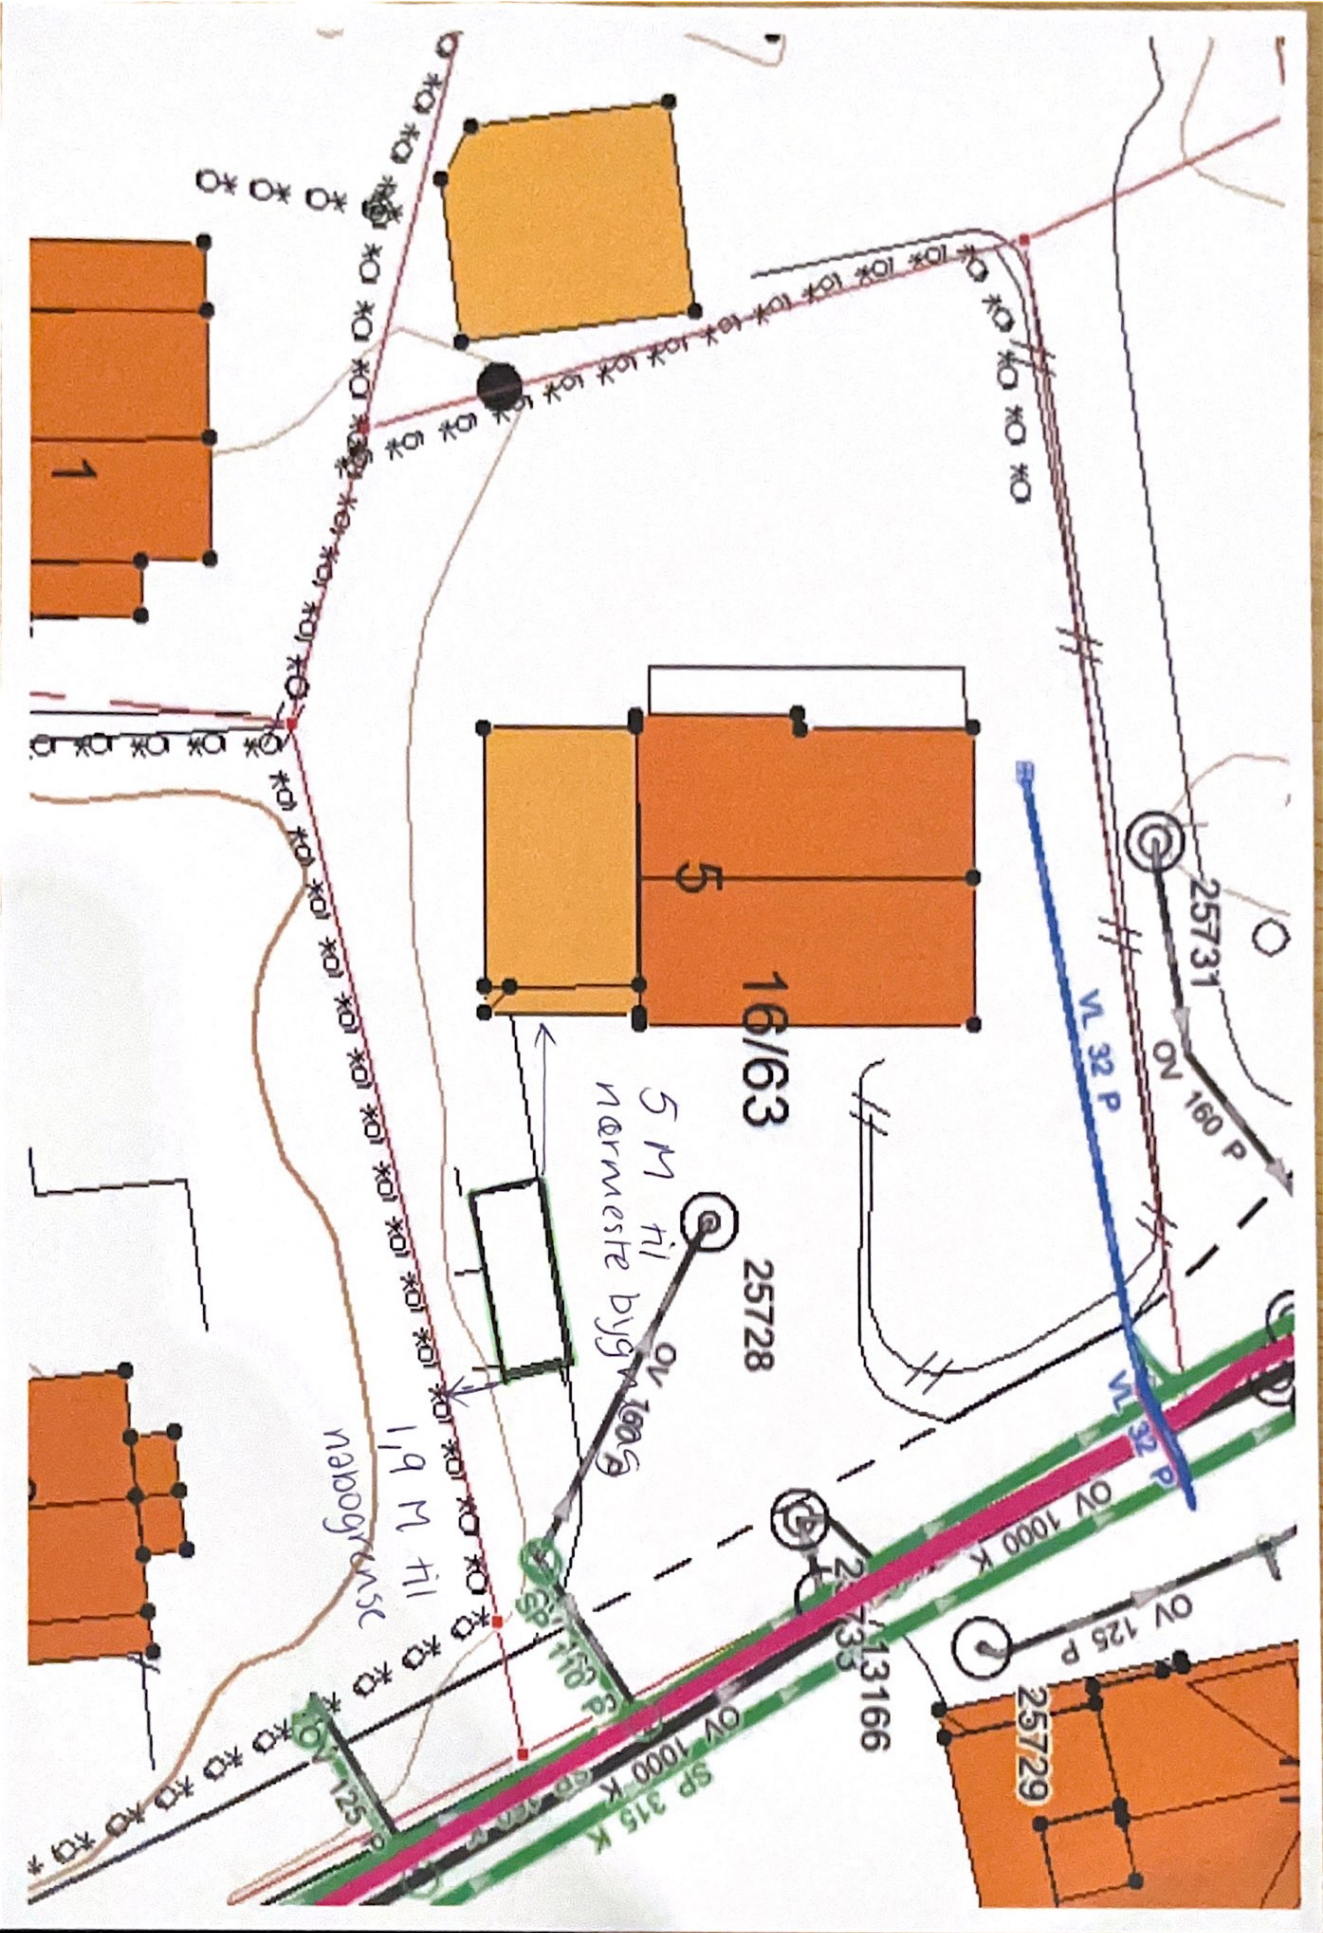 1
5
16/63
5 M til
nærmeste bygning
25731
OV 160 P
VL 32 P
25728
OV 160 P
VL 32 P
1,9 M til
nabogrense
OV 1000 K
13166
OV 125 P
25729
SP 110 P
OV 1000 K
SP 315 K
OV 125 P